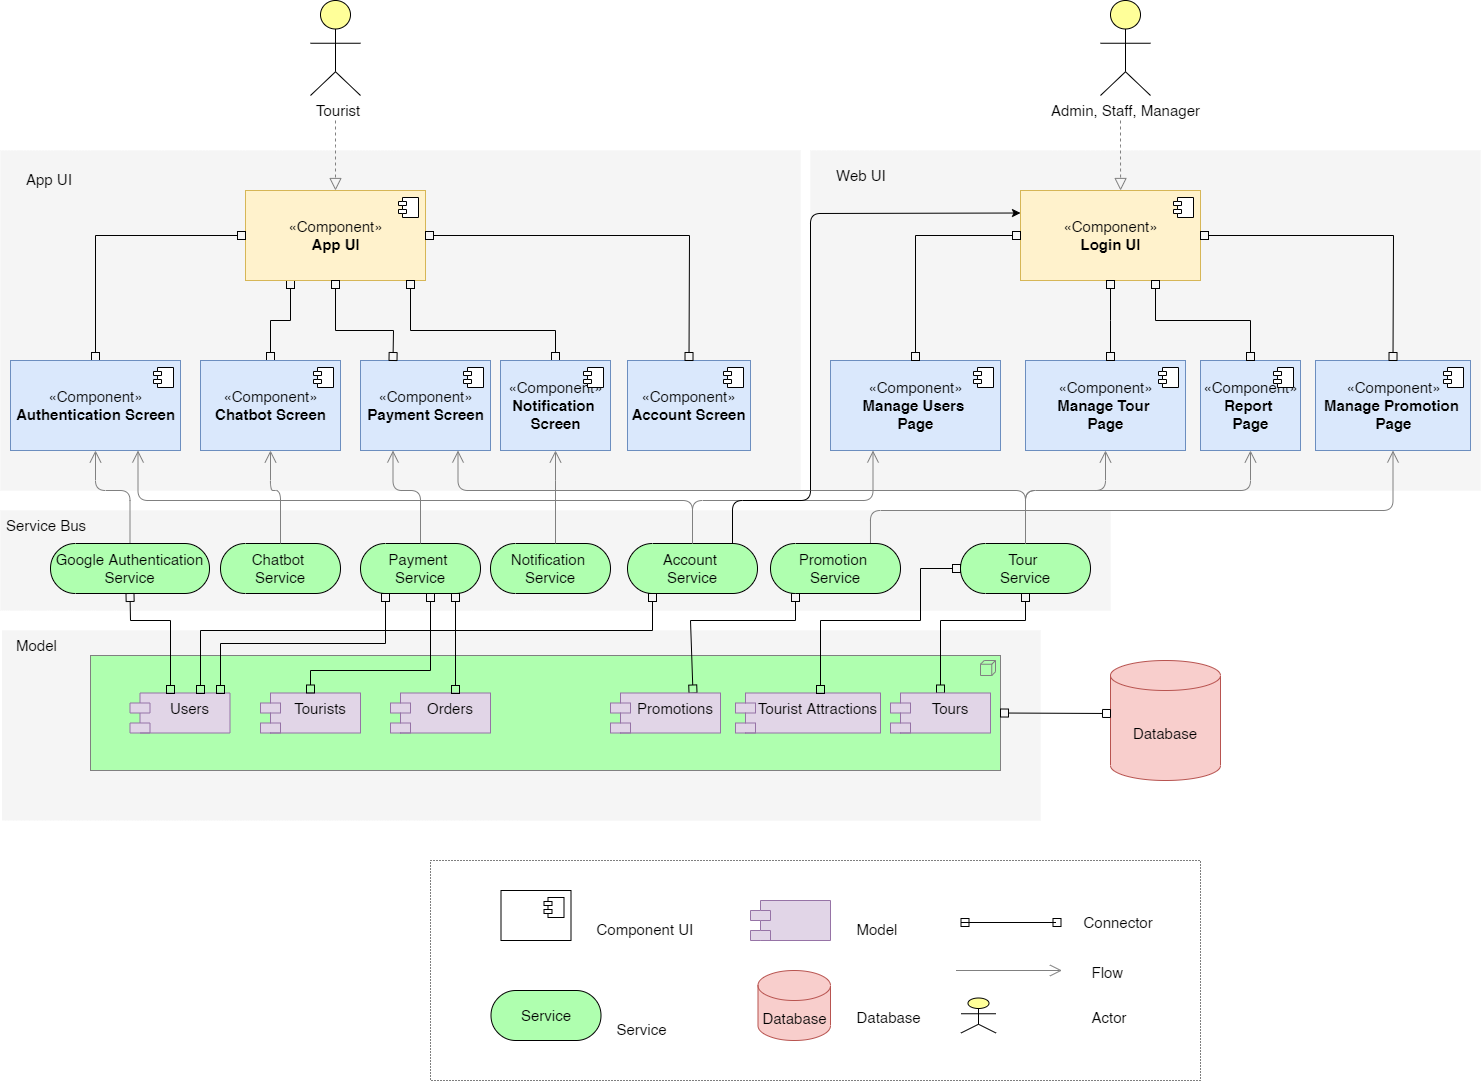 Tourist
Admin, Staff, Manager
App UI
Web UI
«Component»
App UI
«Component»
Login UI
«Component»
Authentication Screen
«Component»
Chatbot Screen
«Component»
Payment Screen
«Component»
Notification
Screen
«Component»
Account Screen
«Component»
Manage Users
Page
«Component»
Manage Tour
Page
«Component»
Report
Page
«Component»
Manage Promotion
Page
Service Bus
Google Authentication
Service
Chatbot
Service
Payment
Service
Notification
Service
Account
Service
Promotion
Service
Tour
Service
Model
Users
Tourists
Orders
Promotions
Tourist Attractions
Tours
Database
Component UI
Model
Connector
Flow
Service
Service
Database
Database
Actor